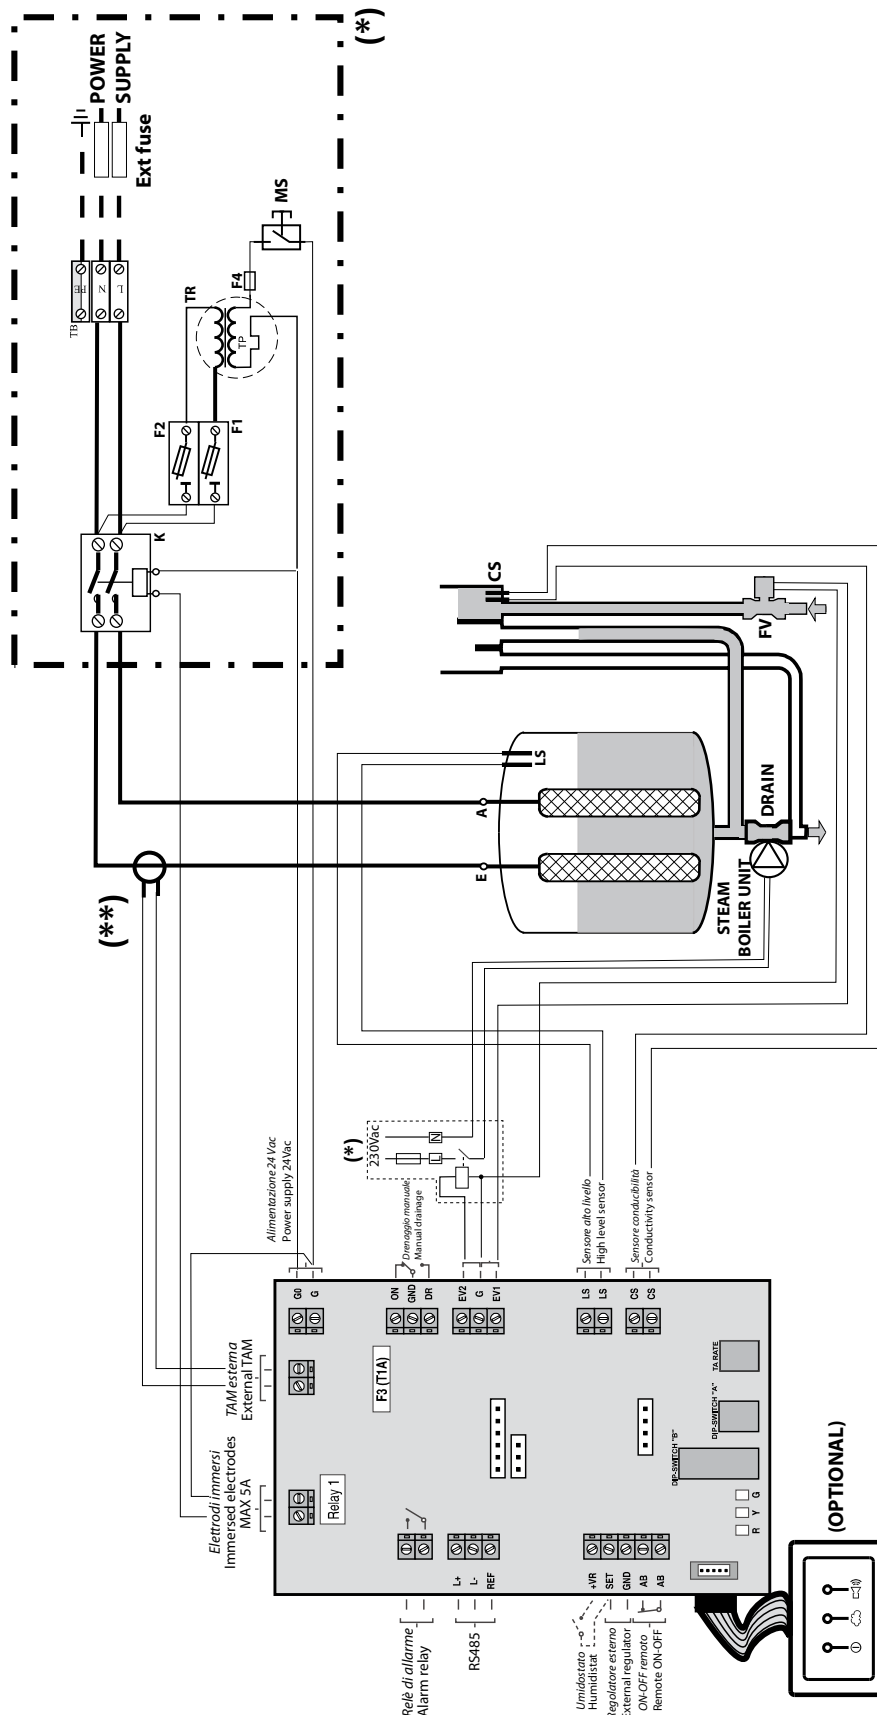 (*)
POWER
SUPPLY
Ext fuse
MS
PE
N
L
TB
TR
F4
TP
F2
F1
K
CS
FV
LS
A
E
DRAIN
STEAM
BOILER UNIT
(**)
(*)
230Vac
N
L
Alimentazione 24 Vac
Power supply 24Vac
Drenaggio manuale
Manual drainage
Sensore alto livello
High level sensor
Sensore conducibilità
Conductivity sensor
G0
G
ON
GND
DR
EV2
G
EV1
LS
LS
CS
CS
TAM esterna
External TAM
F3 (T1A)
TA RATE
DIP-SWITCH "A"
DIP-SWITCH "B"
Elettrodi immersi
Immersed electrodes
MAX 5A
Relay 1
R
Y
G
L+
L-
REF
+VR
SET
GND
AB
AB
Relè di allarme
Alarm relay
RS485
Umidostato
Humidistat
Regolatore esterno
External regulator
ON-OFF remoto
Remote ON-OFF
(OPTIONAL)